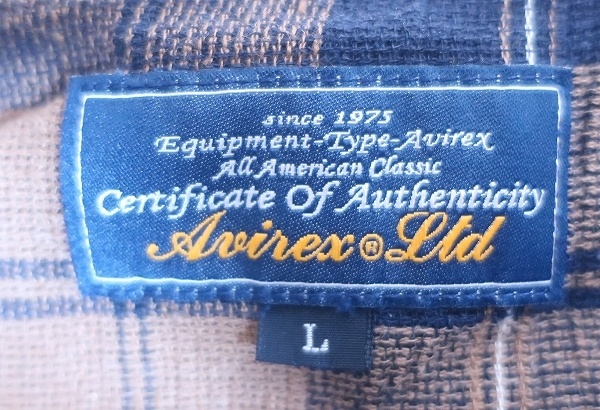 since 1975
Equipment-Type-Avirex
All American Classic
Certificate Of Authenticity
Avirex® Ltd
L